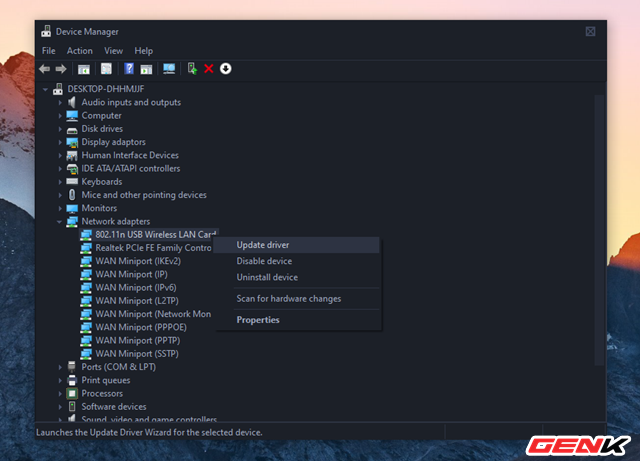 Device Manager
File Action View Help
DESKTOP-DHHMJJF
Audio inputs and outputs
Computer
Disk drives
Display adaptors
Human Interface Devices
IDE ATA/ATAPI controllers
Keyboards
Mice and other pointing devices
Monitors
Network adapters
802.11n USB Wireless LAN Card
Realtek PCIe FE Family Contro
WAN Miniport (IKEv2)
WAN Miniport (IP)
WAN Miniport (IPv6)
WAN Miniport (L2TP)
WAN Miniport (Network Mon
WAN Miniport (PPPOE)
WAN Miniport (PPTP)
WAN Miniport (SSTP)
Ports (COM & LPT)
Print queues
Processors
Software devices
Sound, video and game controllers
Update driver
Disable device
Uninstall device
Scan for hardware changes
Properties
Launches the Update Driver Wizard for the selected device.
GENK